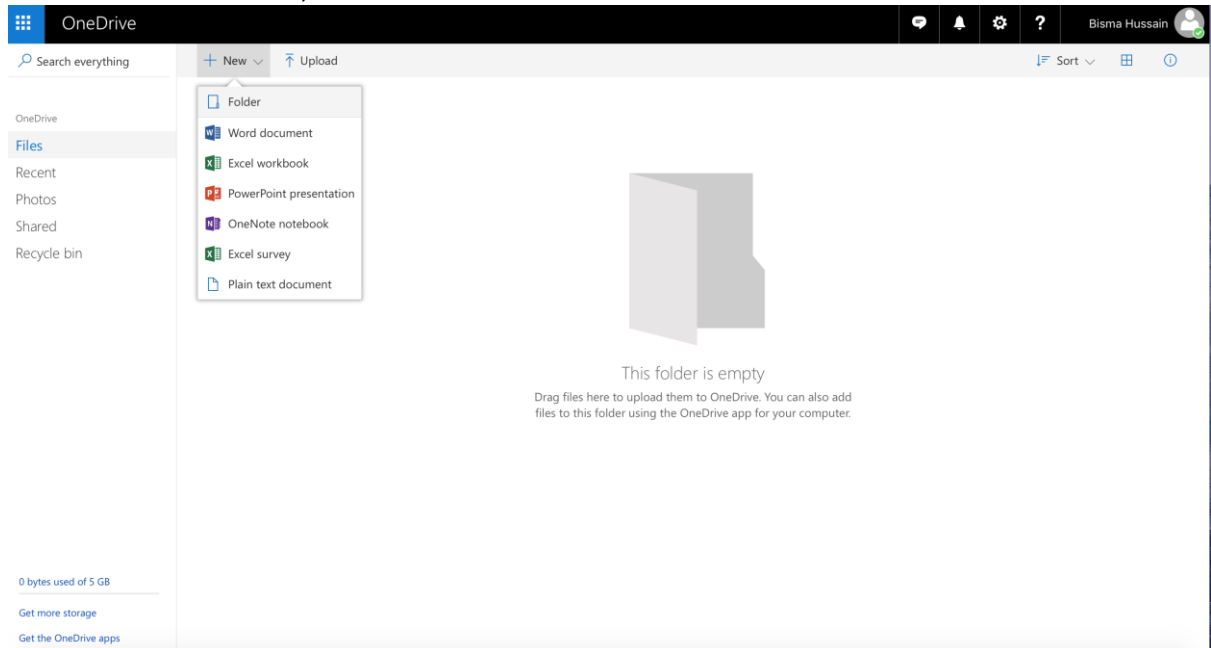 OneDrive
?
Bisma Hussain
Search everything
New
Upload
Sort
OneDrive
Files
Recent
Photos
Shared
Recycle bin
Folder
Word document
Excel workbook
PowerPoint presentation
OneNote notebook
Excel survey
Plain text document
This folder is empty
Drag files here to upload them to OneDrive. You can also add
files to this folder using the OneDrive app for your computer.
0 bytes used of 5 GB
Get more storage
Get the OneDrive apps